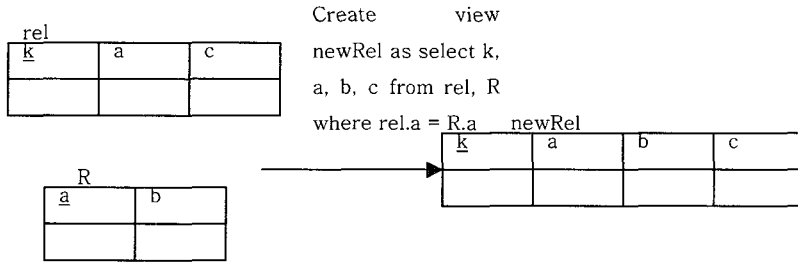 rel
k a c
R
a b
Create view
newRel as select k,
a, b, c from rel, R
where rel.a = R.a
newRel
k a b c